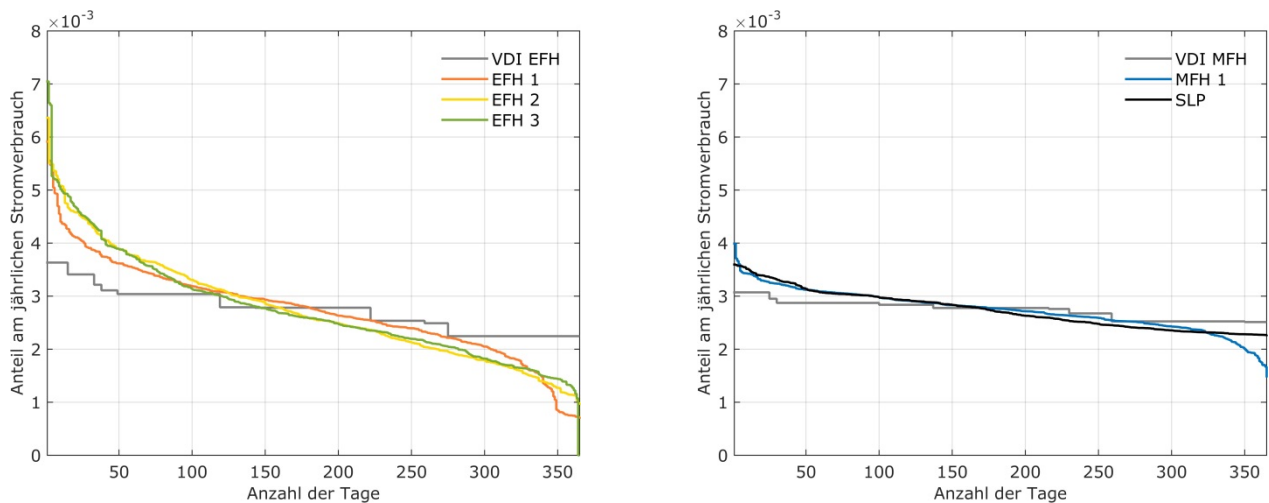 ×10⁻³
8
7
6
5
4
3
2
1
0
Anteil am jährlichen Stromverbrauch
50 100 150 200 250 300 350
Anzahl der Tage
VDI EFH
EFH 1
EFH 2
EFH 3
×10⁻³
8
7
6
5
4
3
2
1
0
Anteil am jährlichen Stromverbrauch
50 100 150 200 250 300 350
Anzahl der Tage
VDI MFH
MFH 1
SLP